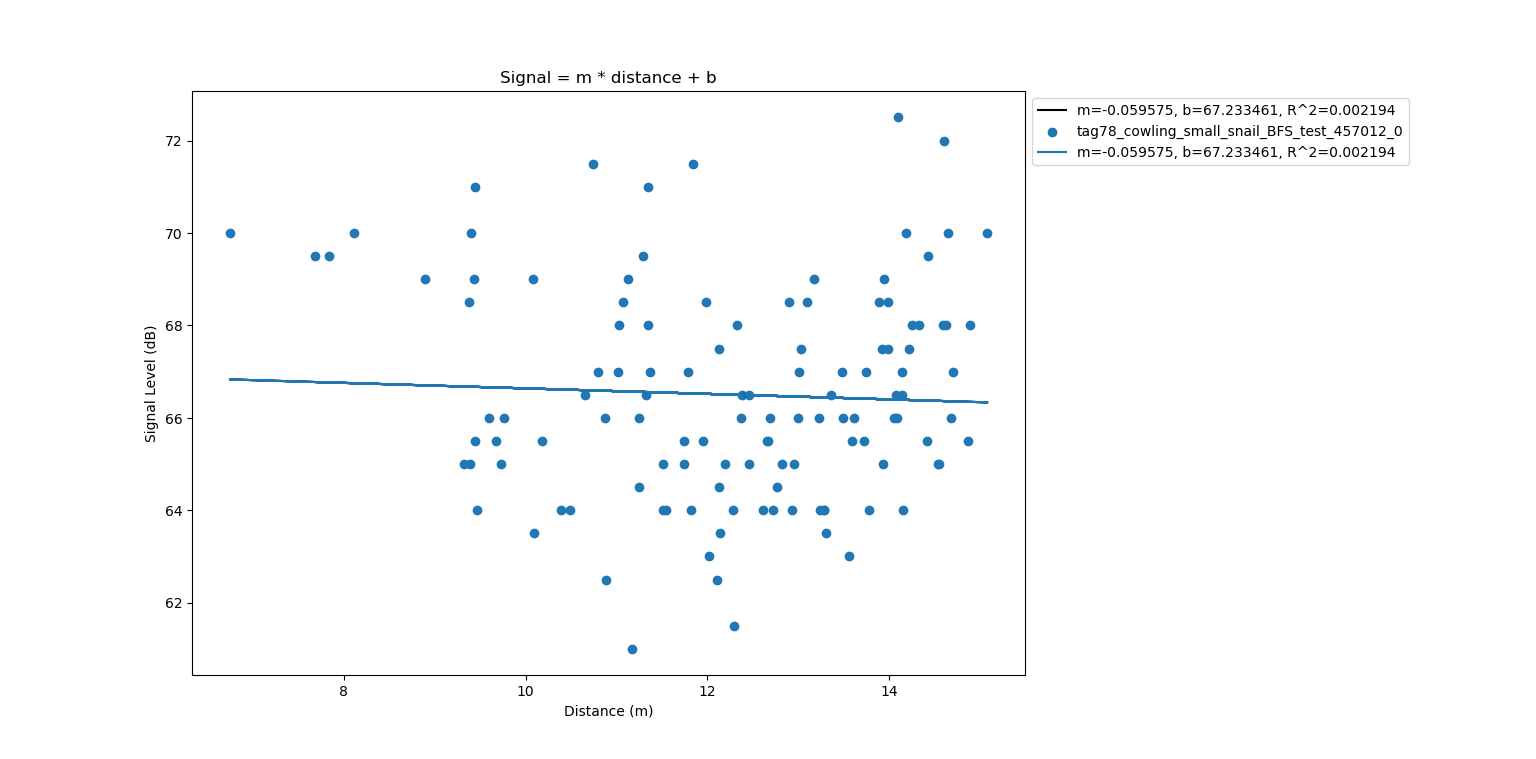 Signal = m * distance + b
m=-0.059575, b=67.233461, R^2=0.002194
tag78_cowling_small_snail_BFS_test_457012_0
m=-0.059575, b=67.233461, R^2=0.002194
Signal Level (dB)
72
70
68
66
64
62
8
10
12
14
Distance (m)